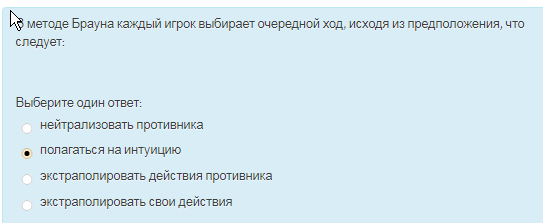 методе Брауна каждый игрок выбирает очередной ход, исходя из предположения, что
следует:
Выберите один ответ:
нейтрализовать противника
полагаться на интуицию
экстраполировать действия противника
экстраполировать свои действия